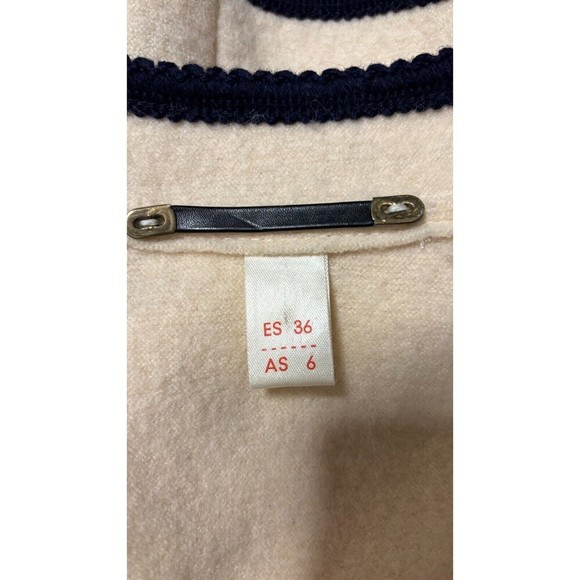 ES 36
------
AS 6